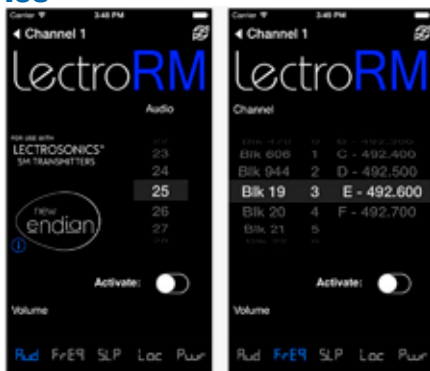 Carrier 3:48 PM
Channel 1
LectroRM
Audio
FOR USE WITH
LECTROSONICS®
SM TRANSMITTERS
23
24
25
26
27
new
endian
Activate:
Volume
Aud FrEq SLP Loc Pwr
Carrier 3:48 PM
Channel 1
LectroRM
Channel
Blk 606 1 C - 492.400
Blk 944 2 D - 492.500
Blk 19 3 E - 492.600
Blk 20 4 F - 492.700
Blk 21 5
Activate:
Volume
Aud FrEq SLP Loc Pwr